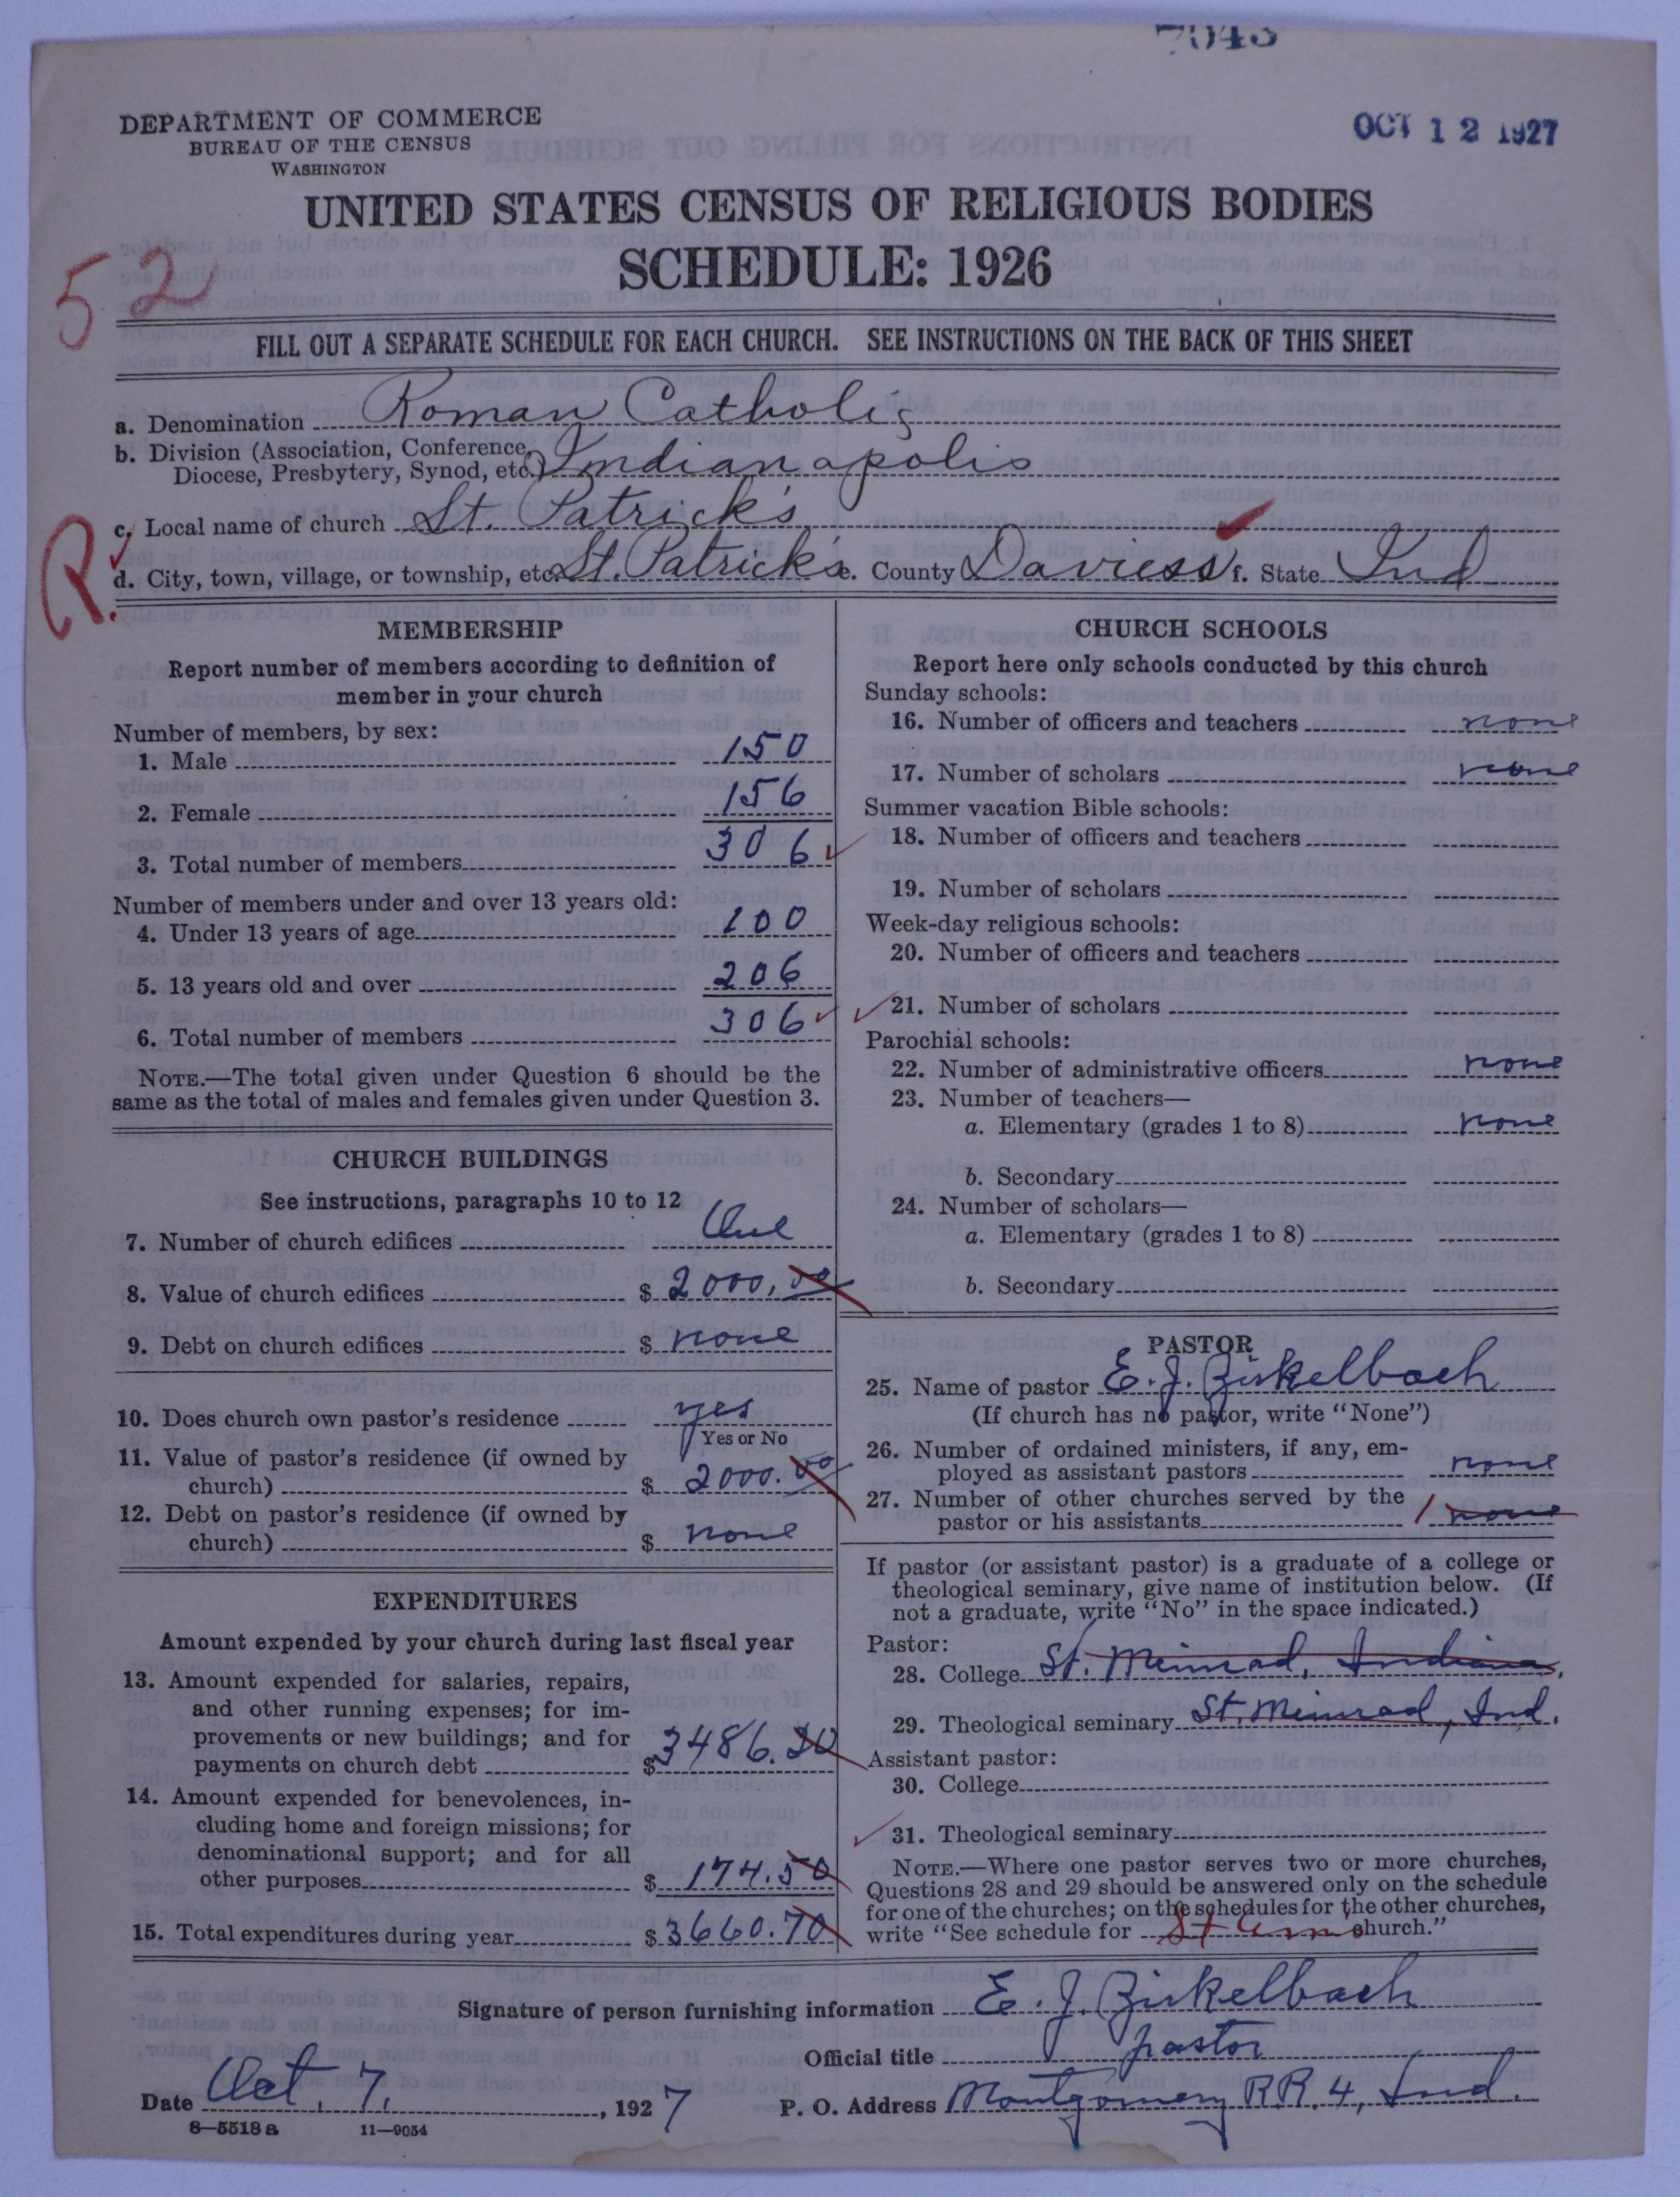 7043
DEPARTMENT OF COMMERCE
BUREAU OF THE CENSUS
WASHINGTON
OCT 12 1927
UNITED STATES CENSUS OF RELIGIOUS BODIES
SCHEDULE: 1926
52
FILL OUT A SEPARATE SCHEDULE FOR EACH CHURCH. SEE INSTRUCTIONS ON THE BACK OF THIS SHEET
a. Denomination Roman Catholic
b. Division (Association, Conference,
Diocese, Presbytery, Synod, etc.) Indianapolis
c. Local name of church St. Patrick's
R.
d. City, town, village, or township, etc. St. Patrick's e. County Daviess f. State Ind
MEMBERSHIP
Report number of members according to definition of
member in your church
Number of members, by sex:
1. Male 150
2. Female 156
3. Total number of members 306
Number of members under and over 13 years old:
4. Under 13 years of age 100
5. 13 years old and over 206
6. Total number of members 306
NOTE.—The total given under Question 6 should be the
same as the total of males and females given under Question 3.
CHURCH BUILDINGS
See instructions, paragraphs 10 to 12
7. Number of church edifices One
8. Value of church edifices $ 2000.00
9. Debt on church edifices $ none
10. Does church own pastor's residence yes
Yes or No
11. Value of pastor's residence (if owned by
church) $ 2000.00
12. Debt on pastor's residence (if owned by
church) $ none
EXPENDITURES
Amount expended by your church during last fiscal year
13. Amount expended for salaries, repairs,
and other running expenses; for im-
provements or new buildings; and for
payments on church debt $ 3486.20
14. Amount expended for benevolences, in-
cluding home and foreign missions; for
denominational support; and for all
other purposes $ 174.50
15. Total expenditures during year $ 3660.70
CHURCH SCHOOLS
Report here only schools conducted by this church
Sunday schools:
16. Number of officers and teachers none
17. Number of scholars none
Summer vacation Bible schools:
18. Number of officers and teachers
19. Number of scholars
Week-day religious schools:
20. Number of officers and teachers
21. Number of scholars
Parochial schools:
22. Number of administrative officers none
23. Number of teachers—
a. Elementary (grades 1 to 8) none
b. Secondary
24. Number of scholars—
a. Elementary (grades 1 to 8)
b. Secondary
PASTOR
25. Name of pastor E. J. Zirkelbach
(If church has no pastor, write "None")
26. Number of ordained ministers, if any, em-
ployed as assistant pastors none
27. Number of other churches served by the
pastor or his assistants 1 none
If pastor (or assistant pastor) is a graduate of a college or
theological seminary, give name of institution below. (If
not a graduate, write "No" in the space indicated.)
Pastor:
28. College St. Meinrad, Indiana,
29. Theological seminary St. Meinrad, Ind.
Assistant pastor:
30. College
31. Theological seminary
NOTE.—Where one pastor serves two or more churches,
Questions 28 and 29 should be answered only on the schedule
for one of the churches; on the schedules for the other churches,
write "See schedule for St Ann's church."
Signature of person furnishing information E. J. Zirkelbach
Official title pastor
Date Oct. 7, 1927 P. O. Address Montgomery R.R. 4, Ind.
8—5518a 11—9054